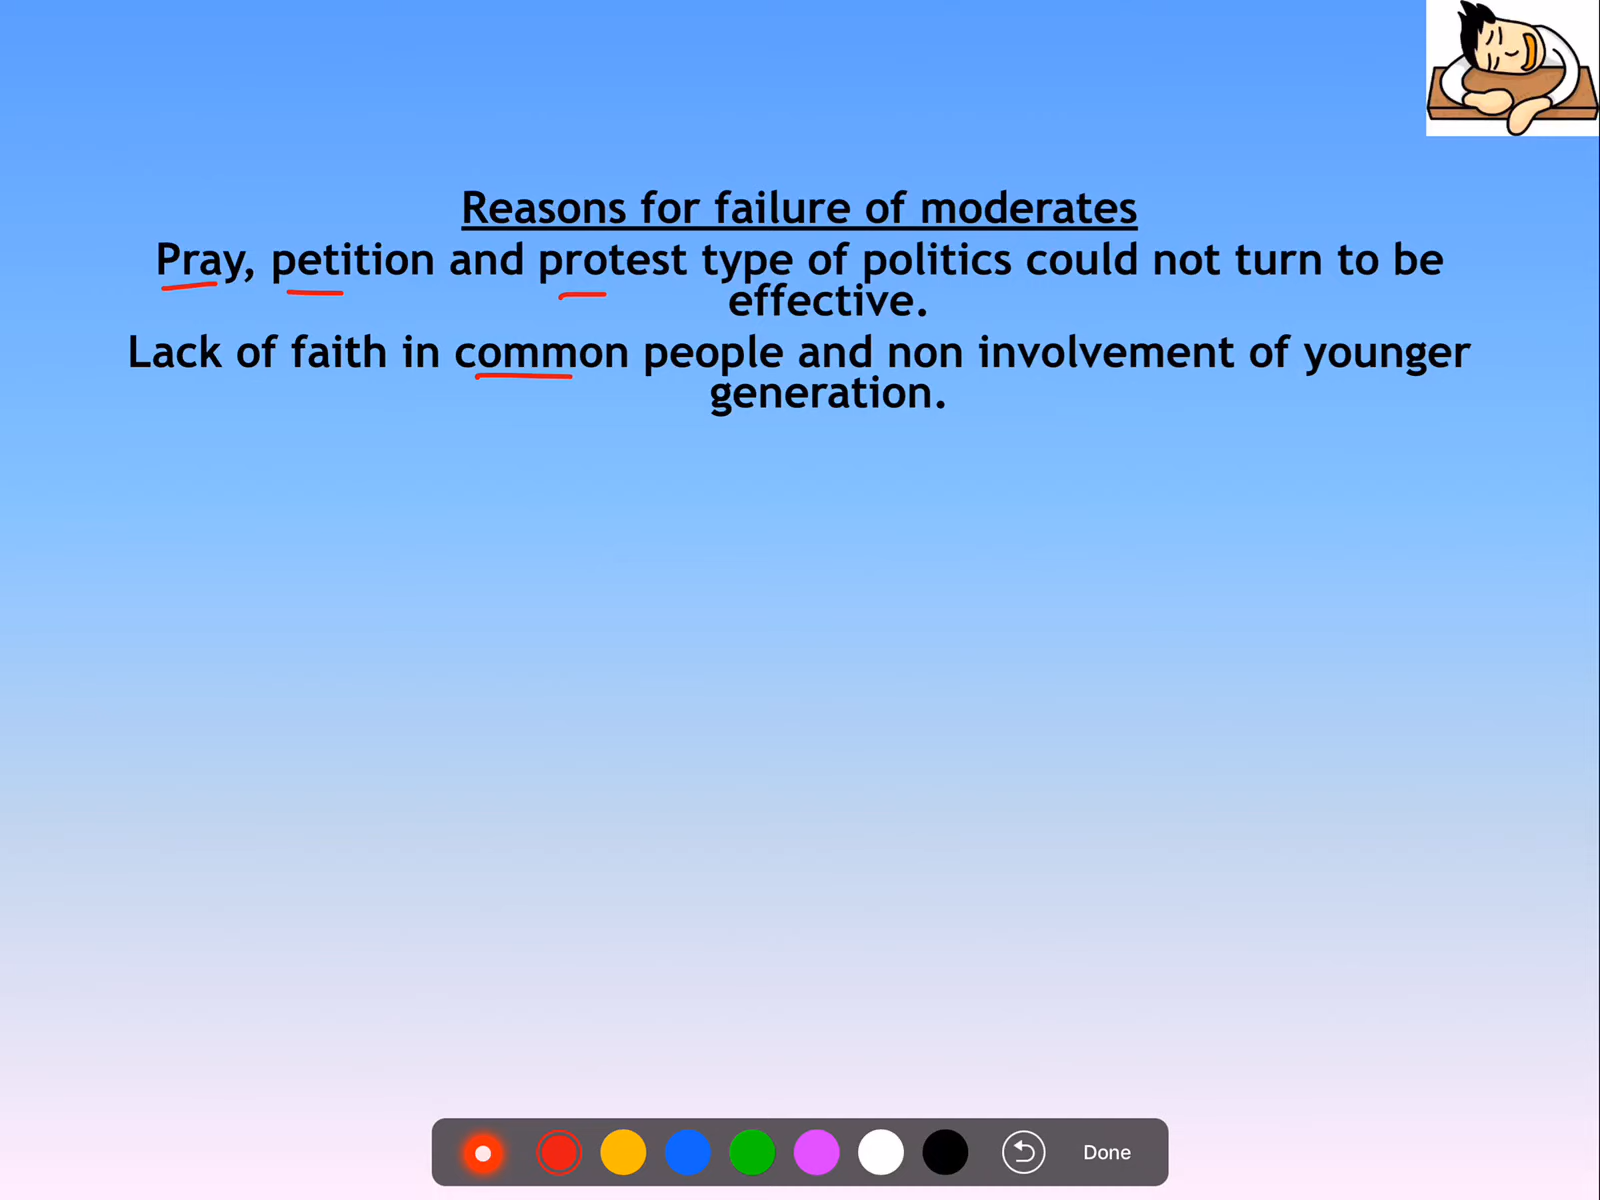 Reasons for failure of moderates
Pray, petition and protest type of politics could not turn to be
effective.
Lack of faith in common people and non involvement of younger
generation.
Done